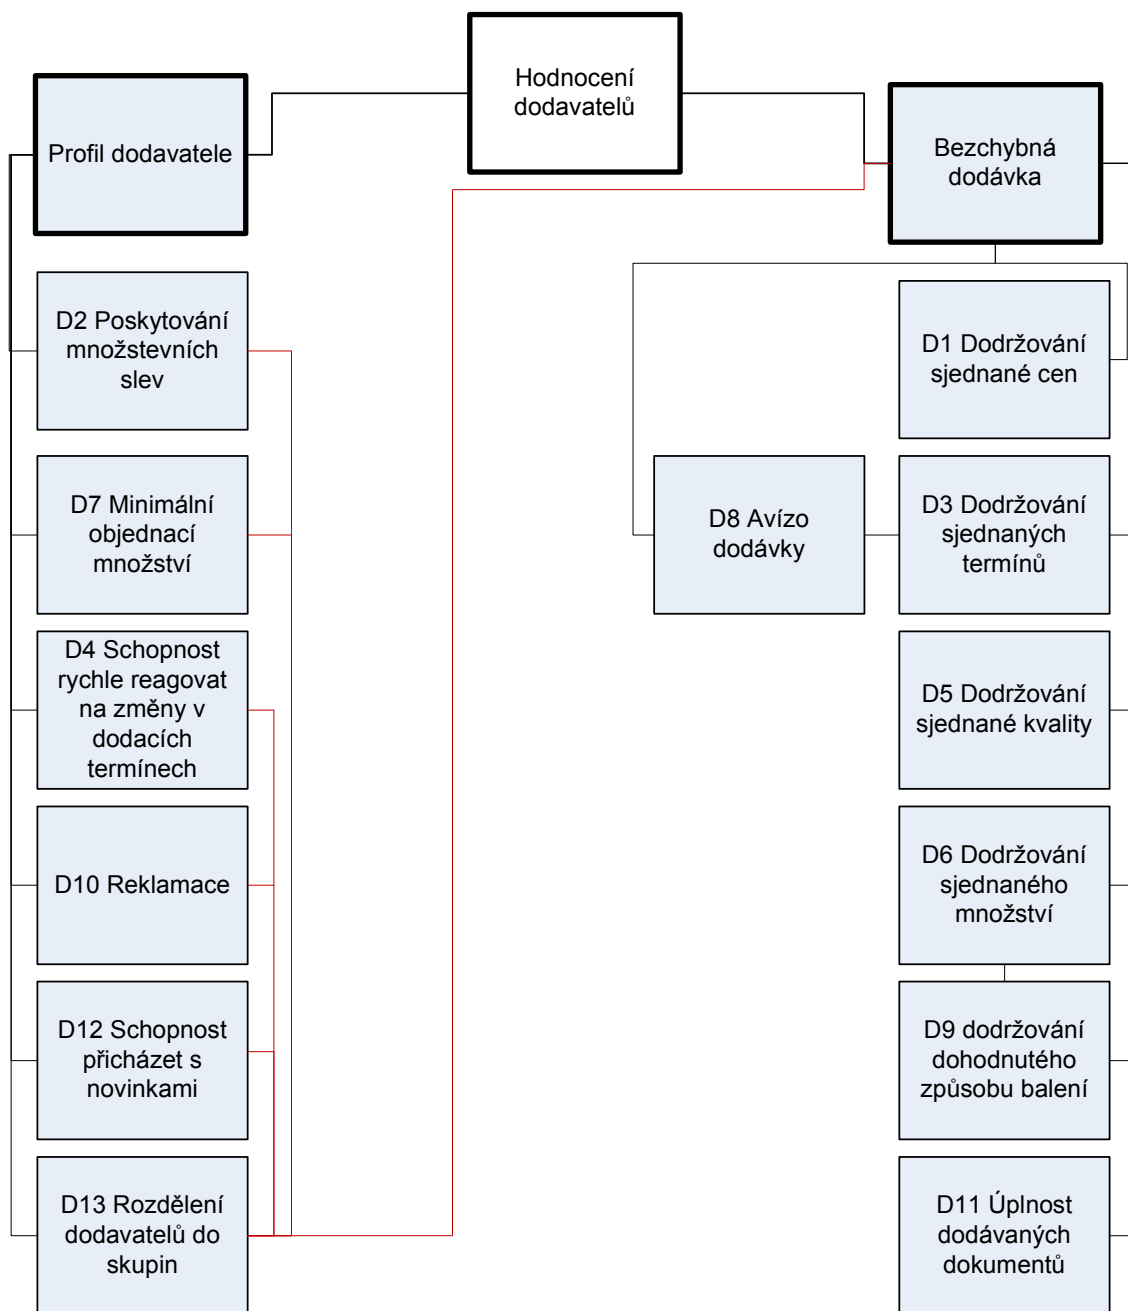 Hodnocení
dodavatelů
Profil dodavatele
Bezchybná
dodávka
D2 Poskytování
množstevních
slev
D1 Dodržování
sjednané cen
D7 Minimální
objednací
množství
D8 Avízo
dodávky
D3 Dodržování
sjednaných
termínů
D4 Schopnost
rychle reagovat
na změny v
dodacích
termínech
D5 Dodržování
sjednané kvality
D10 Reklamace
D6 Dodržování
sjednaného
množství
D12 Schopnost
přicházet s
novinkami
D9 dodržování
dohodnutého
způsobu balení
D13 Rozdělení
dodavatelů do
skupin
D11 Úplnost
dodávaných
dokumentů